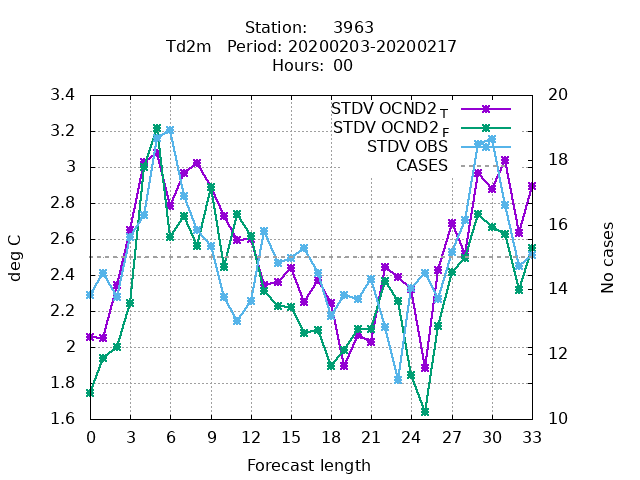 Station: 3963
Td2m Period: 20200203-20200217
Hours: 00
3.4
3.2
3
2.8
2.6
2.4
2.2
2
1.8
1.6
deg C
20
18
16
14
12
10
No cases
STDV OCND2_T
STDV OCND2_F
STDV OBS
CASES
0 3 6 9 12 15 18 21 24 27 30 33
Forecast length